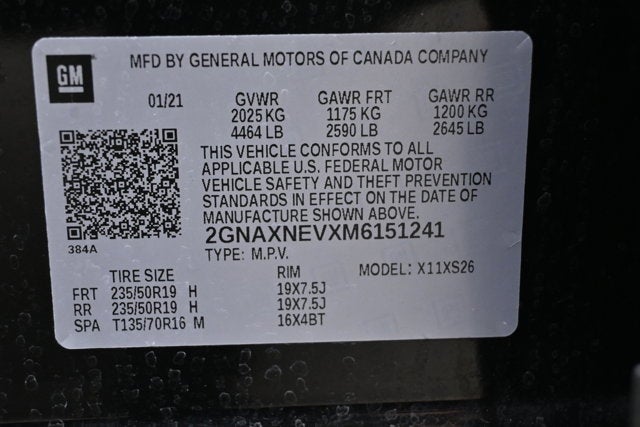 GM
MFD BY GENERAL MOTORS OF CANADA COMPANY
01/21 GVWR GAWR FRT GAWR RR
2025 KG 1175 KG 1200 KG
4464 LB 2590 LB 2645 LB
THIS VEHICLE CONFORMS TO ALL
APPLICABLE U.S. FEDERAL MOTOR
VEHICLE SAFETY AND THEFT PREVENTION
STANDARDS IN EFFECT ON THE DATE OF
MANUFACTURE SHOWN ABOVE.
2GNAXNEVXM6151241
384A
TYPE: M.P.V.
TIRE SIZE RIM MODEL: X11XS26
FRT 235/50R19 H 19X7.5J
RR 235/50R19 H 19X7.5J
SPA T135/70R16 M 16X4BT